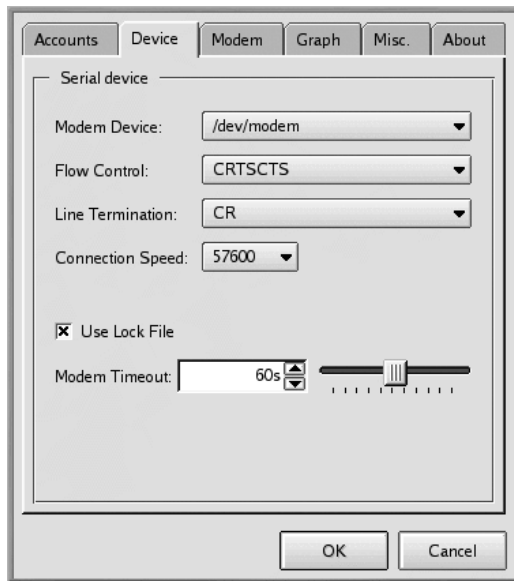 Accounts Device Modem Graph Misc. About
Serial device
Modem Device: /dev/modem
Flow Control: CRTSCTS
Line Termination: CR
Connection Speed: 57600
Use Lock File
Modem Timeout: 60s
OK Cancel